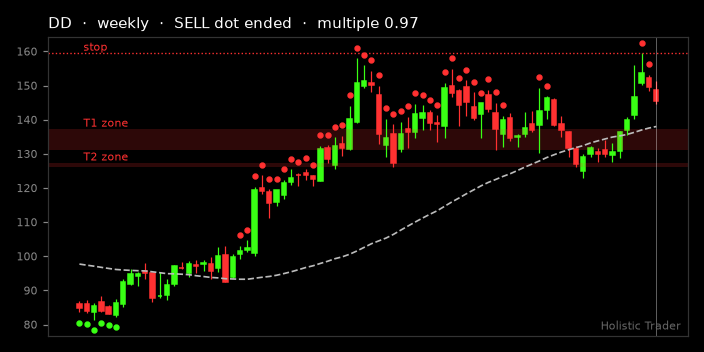 DD · weekly · SELL dot ended · multiple 0.97
160
stop
150
140
T1 zone
130
T2 zone
120
110
100
90
80
Holistic Trader